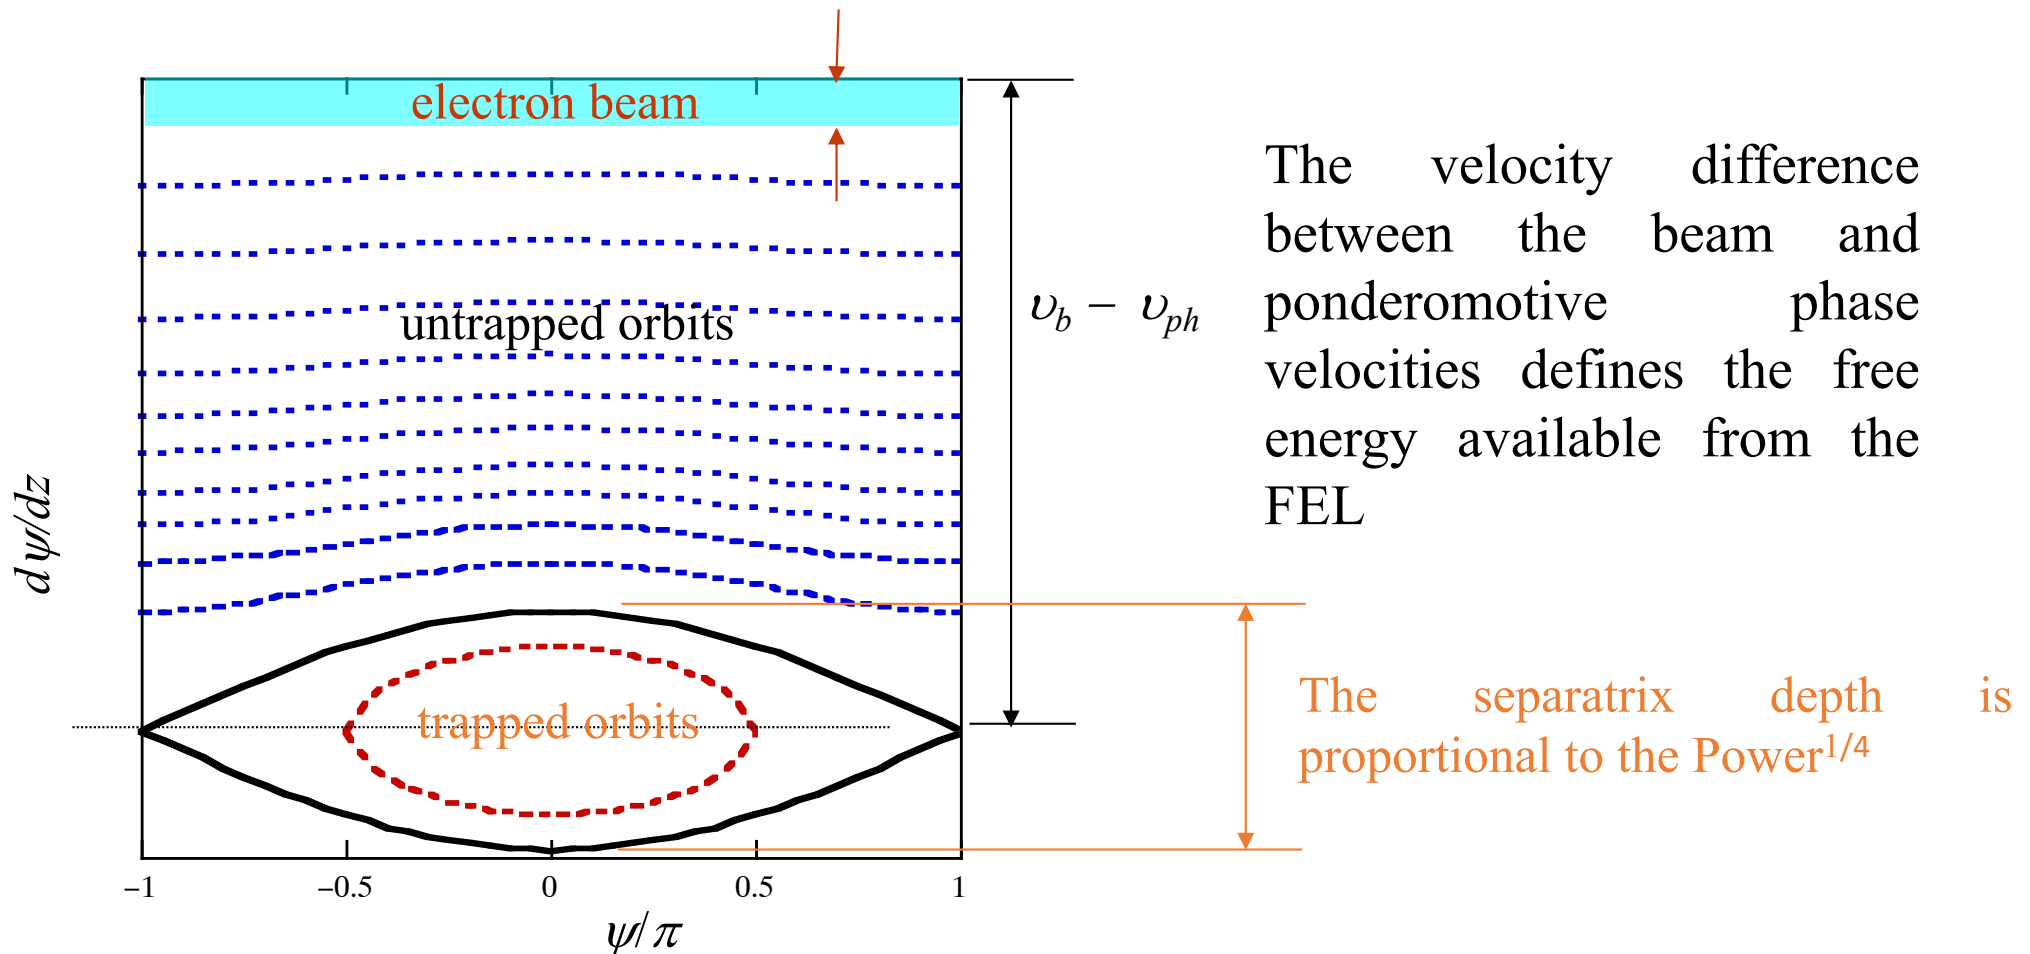 electron beam
untrapped orbits
trapped orbits
dψ/dz
−1 −0.5 0 0.5 1
ψ/π
υb − υph
The velocity difference
between the beam and
ponderomotive phase
velocities defines the free
energy available from the
FEL
The separatrix depth is
proportional to the Power1/4